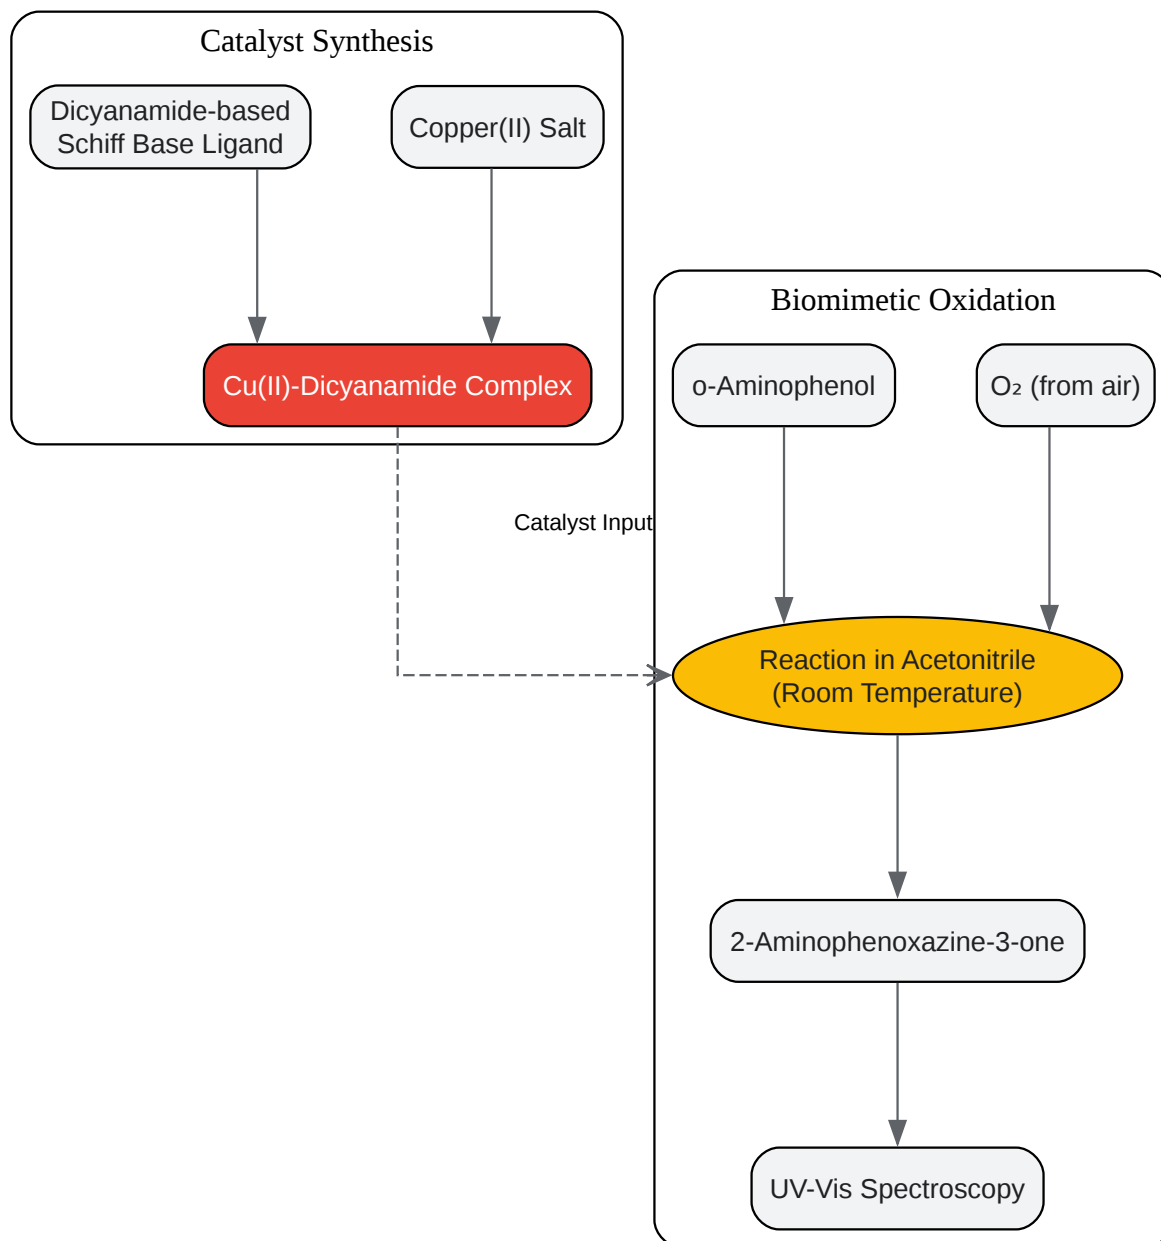 Catalyst Synthesis
Dicyanamide-based
Schiff Base Ligand
Copper(II) Salt
Cu(II)-Dicyanamide Complex
Biomimetic Oxidation
o-Aminophenol
O₂ (from air)
Catalyst Input
Reaction in Acetonitrile
(Room Temperature)
2-Aminophenoxazine-3-one
UV-Vis Spectroscopy